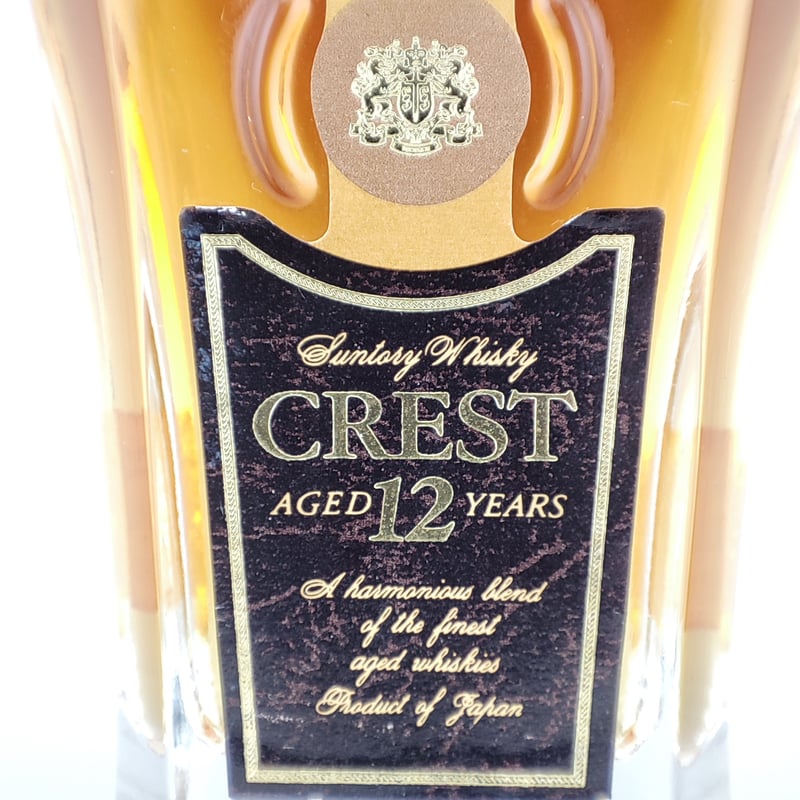 Suntory Whisky
CREST
AGED 12 YEARS
A harmonious blend
of the finest
aged whiskies
Product of Japan